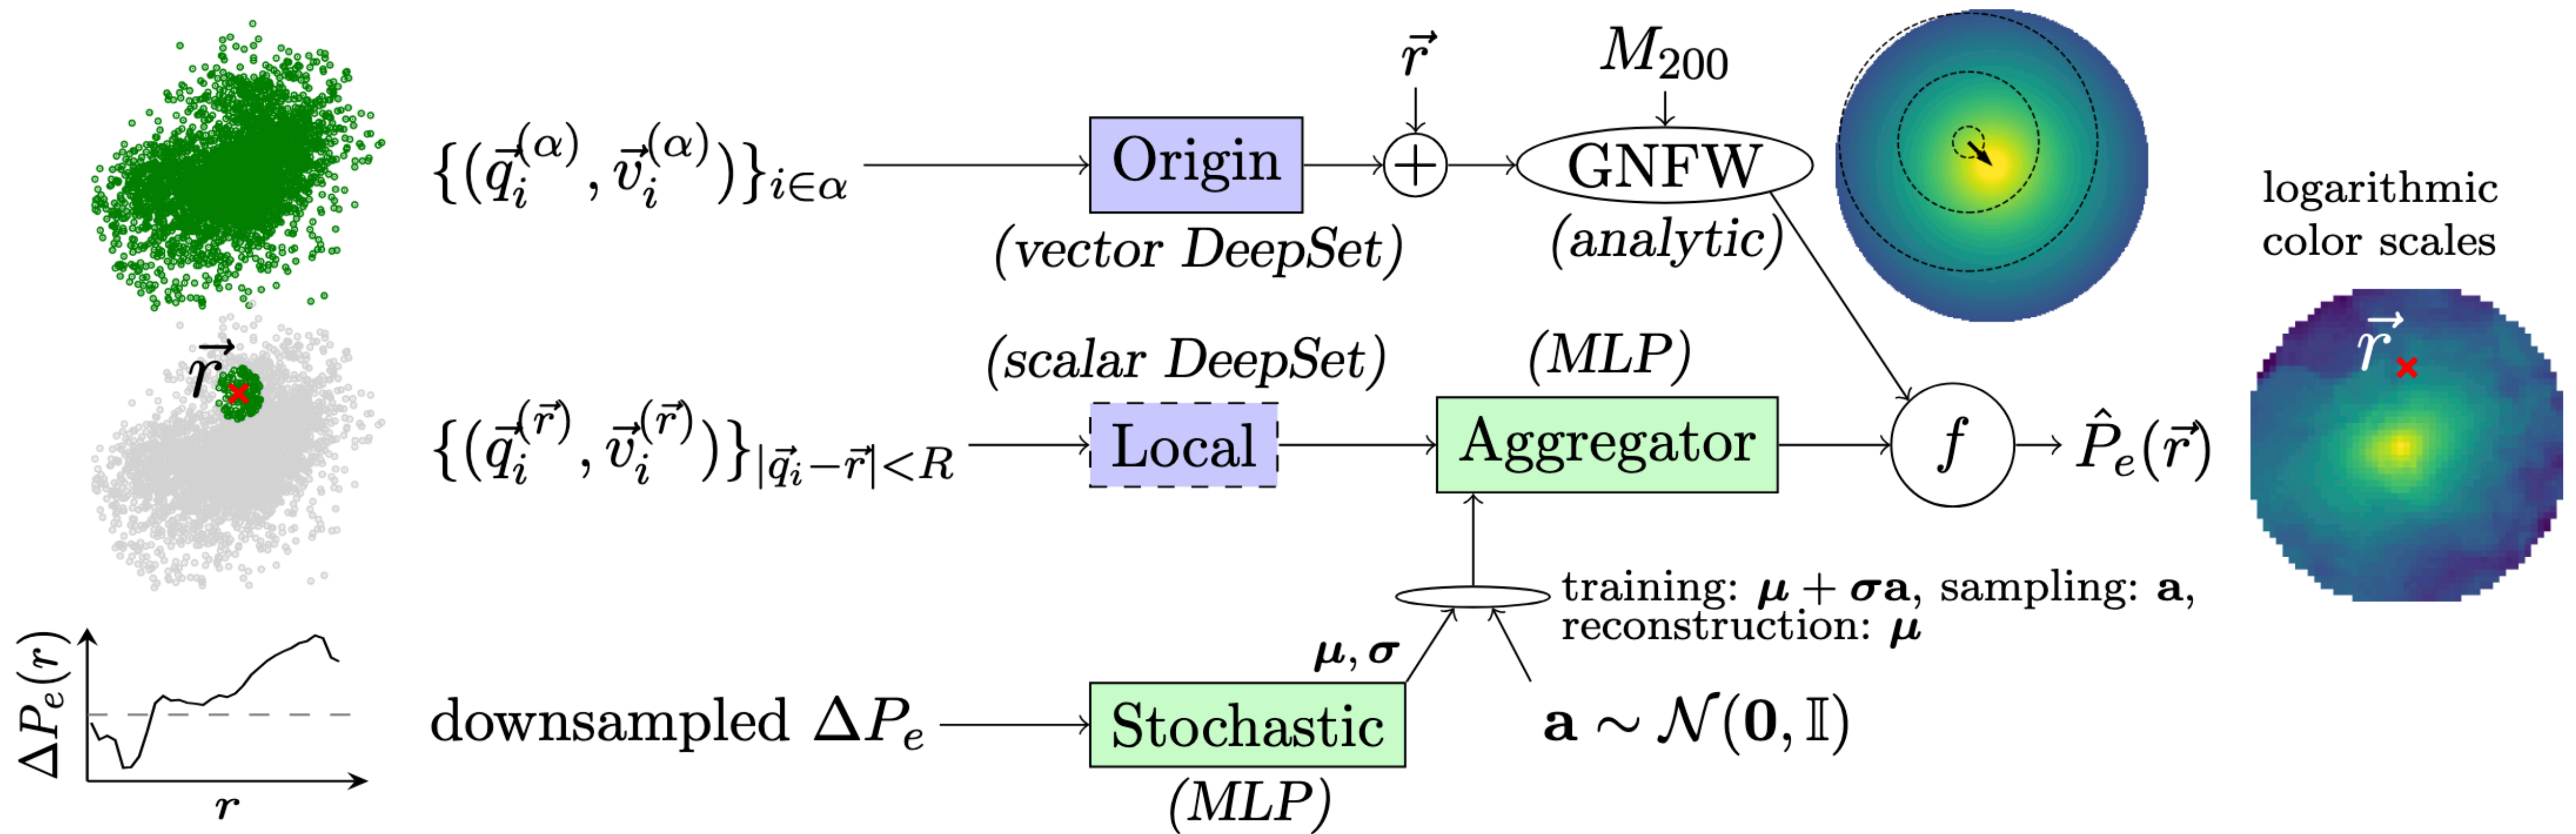 {(q⃗ᵢ^(α), v⃗ᵢ^(α))}_{i∈α}
Origin
(vector DeepSet)
r⃗
+
M₂₀₀
GNFW
(analytic)
logarithmic
color scales
r⃗
{(q⃗ᵢ^(r⃗), v⃗ᵢ^(r⃗))}_{|q⃗ᵢ−r⃗|<R}
(scalar DeepSet)
Local
(MLP)
Aggregator
f
P̂ₑ(r⃗)
r⃗
training: μ + σa, sampling: a,
reconstruction: μ
ΔPₑ(r)
r
downsampled ΔPₑ
Stochastic
(MLP)
μ, σ
a ∼ 𝒩(0, 𝕀)